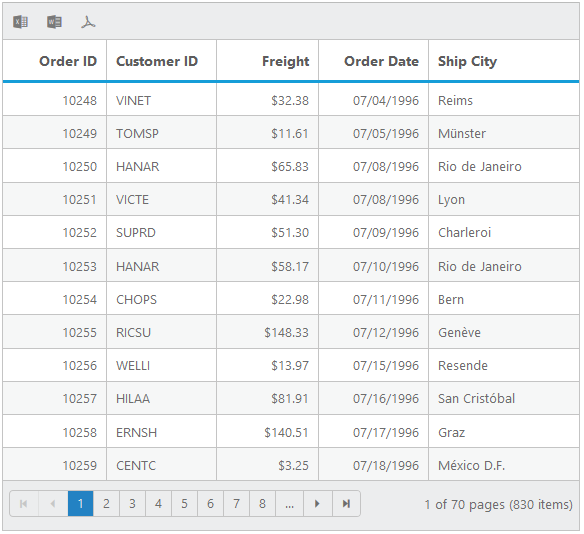 Order ID Customer ID Freight Order Date Ship City
10248 VINET $32.38 07/04/1996 Reims
10249 TOMSP $11.61 07/05/1996 Münster
10250 HANAR $65.83 07/08/1996 Rio de Janeiro
10251 VICTE $41.34 07/08/1996 Lyon
10252 SUPRD $51.30 07/09/1996 Charleroi
10253 HANAR $58.17 07/10/1996 Rio de Janeiro
10254 CHOPS $22.98 07/11/1996 Bern
10255 RICSU $148.33 07/12/1996 Genève
10256 WELLI $13.97 07/15/1996 Resende
10257 HILAA $81.91 07/16/1996 San Cristóbal
10258 ERNSH $140.51 07/17/1996 Graz
10259 CENTC $3.25 07/18/1996 México D.F.
1 2 3 4 5 6 7 8 ... 1 of 70 pages (830 items)